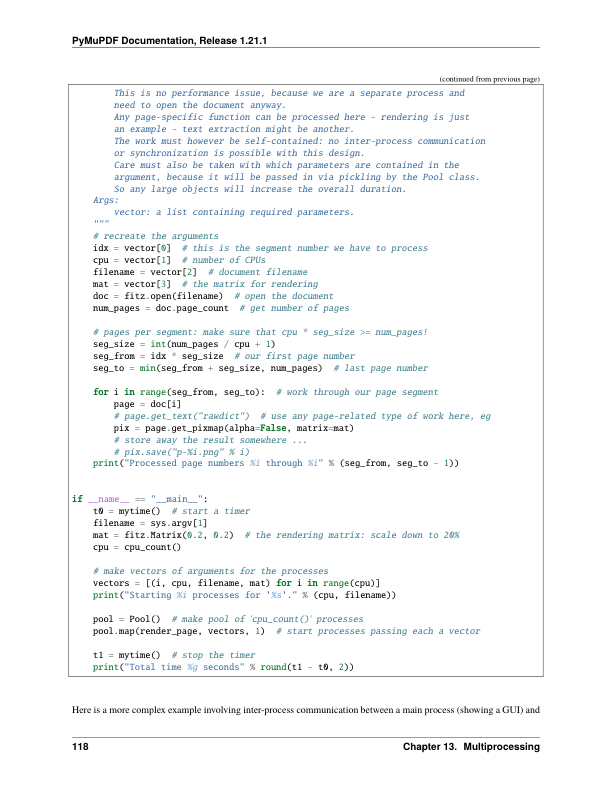 PyMuPDF Documentation, Release 1.21.1
(continued from previous page)
This is no performance issue, because we are a separate process and
need to open the document anyway.
Any page-specific function can be processed here - rendering is just
an example - text extraction might be another.
The work must however be self-contained: no inter-process communication
or synchronization is possible with this design.
Care must also be taken with which parameters are contained in the
argument, because it will be passed in via pickling by the Pool class.
So any large objects will increase the overall duration.
Args:
vector: a list containing required parameters.
"""
# recreate the arguments
idx = vector[0]  # this is the segment number we have to process
cpu = vector[1]  # number of CPUs
filename = vector[2]  # document filename
mat = vector[3]  # the matrix for rendering
doc = fitz.open(filename)  # open the document
num_pages = doc.page_count  # get number of pages
# pages per segment: make sure that cpu * seg_size >= num_pages!
seg_size = int(num_pages / cpu + 1)
seg_from = idx * seg_size  # our first page number
seg_to = min(seg_from + seg_size, num_pages)  # last page number
for i in range(seg_from, seg_to):  # work through our page segment
page = doc[i]
# page.get_text("rawdict")  # use any page-related type of work here, eg
pix = page.get_pixmap(alpha=False, matrix=mat)
# store away the result somewhere ...
# pix.save("p-%i.png" % i)
print("Processed page numbers %i through %i" % (seg_from, seg_to - 1))
if __name__ == "__main__":
t0 = mytime()  # start a timer
filename = sys.argv[1]
mat = fitz.Matrix(0.2, 0.2)  # the rendering matrix: scale down to 20%
cpu = cpu_count()
# make vectors of arguments for the processes
vectors = [(i, cpu, filename, mat) for i in range(cpu)]
print("Starting %i processes for '%s'." % (cpu, filename))
pool = Pool()  # make pool of 'cpu_count()' processes
pool.map(render_page, vectors, 1)  # start processes passing each a vector
t1 = mytime()  # stop the timer
print("Total time %g seconds" % round(t1 - t0, 2))
Here is a more complex example involving inter-process communication between a main process (showing a GUI) and
118
Chapter 13. Multiprocessing